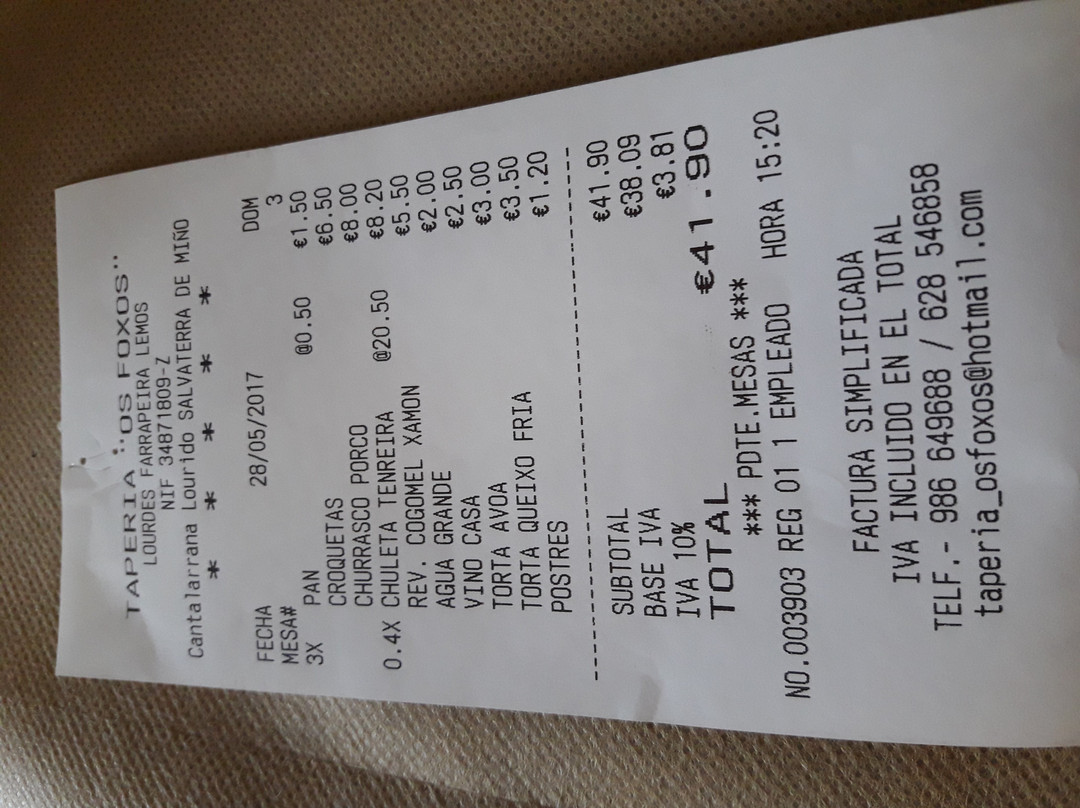 TAPERIA "OS FOXOS"
LOURDES FARRAPEIRA LEMOS
NIF 34871809-Z
Cantalarrana Lourido SALVATERRA DE MIÑO
* * * * *
FECHA 28/05/2017 DOM
MESA# 3
3X PAN @0.50 €1.50
CROQUETAS €6.50
CHURRASCO PORCO €8.00
0.4X CHULETA TENREIRA @20.50 €8.20
REV. COGOMEL XAMON €5.50
AGUA GRANDE €2.00
VINO CASA €2.50
TORTA AVOA €3.00
TORTA QUEIXO FRIA €3.50
POSTRES €1.20
SUBTOTAL €41.90
BASE IVA €38.09
IVA 10% €3.81
TOTAL €41.90
*** PDTE.MESAS ***
NO.003903 REG 01 1 EMPLEADO HORA 15:20
FACTURA SIMPLIFICADA
IVA INCLUIDO EN EL TOTAL
TELF.- 986 649688 / 628 546858
taperia_osfoxos@hotmail.com